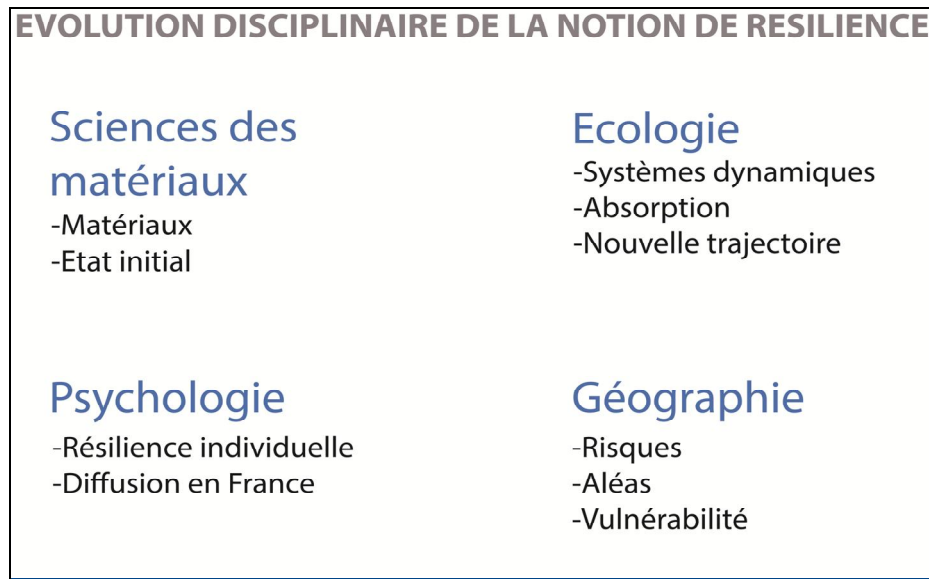 EVOLUTION DISCIPLINAIRE DE LA NOTION DE RESILIENCE
Sciences des
matériaux
-Matériaux
-Etat initial
Ecologie
-Systèmes dynamiques
-Absorption
-Nouvelle trajectoire
Psychologie
-Résilience individuelle
-Diffusion en France
Géographie
-Risques
-Aléas
-Vulnérabilité